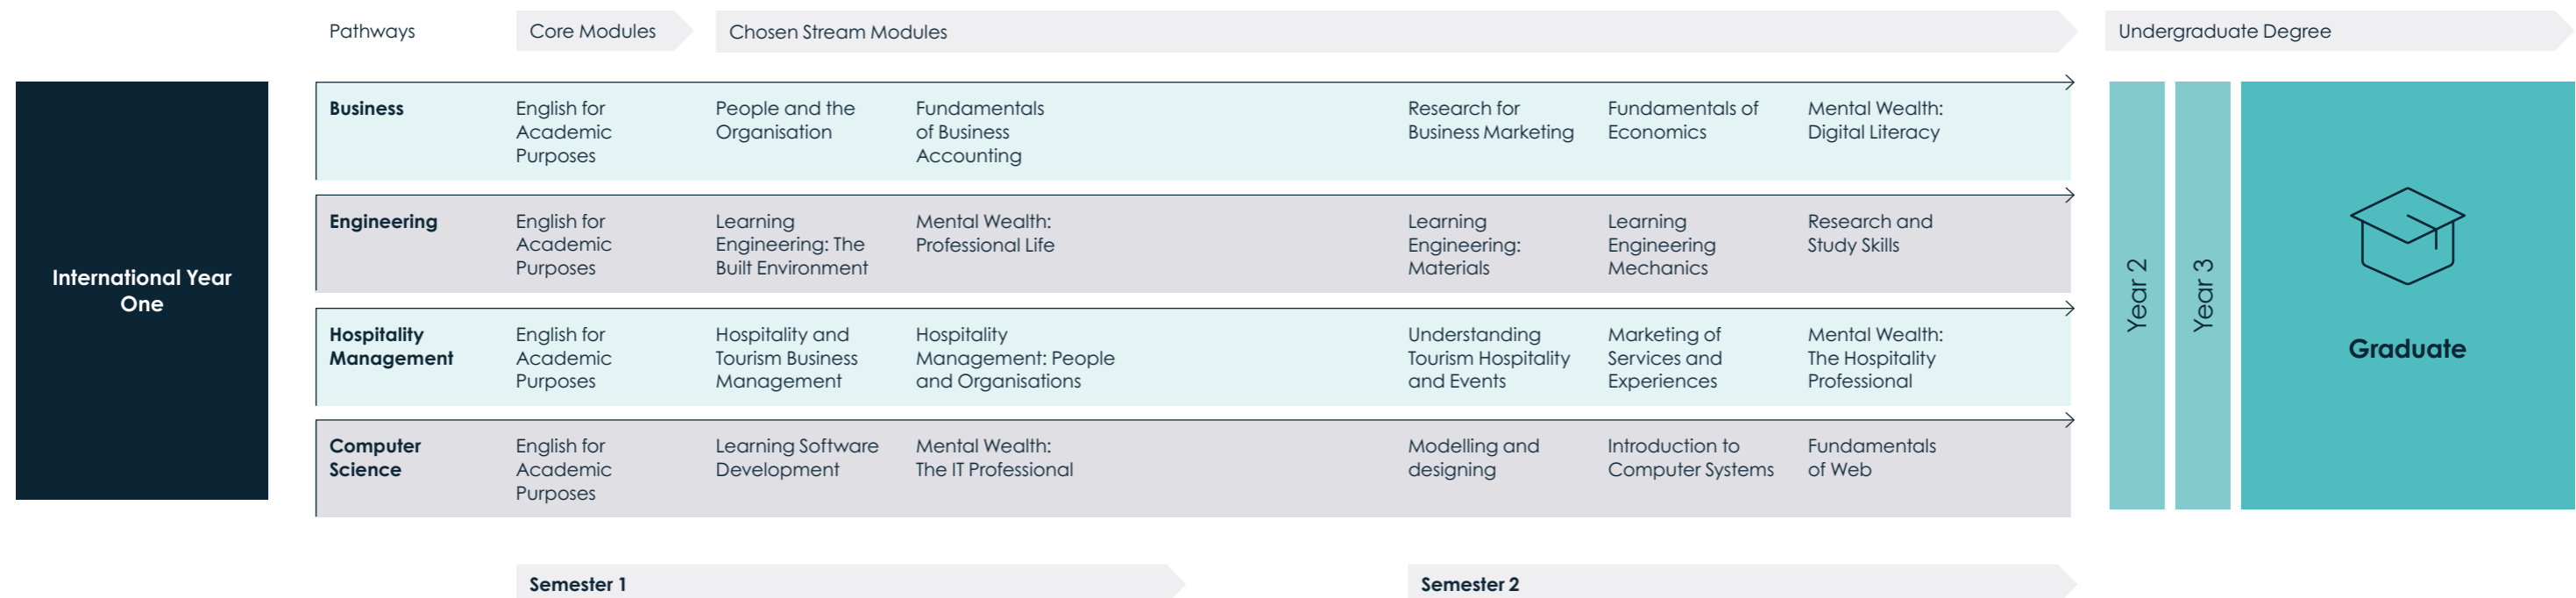 Pathways
Core Modules
Chosen Stream Modules
Undergraduate Degree
International Year
One
Business
English for
Academic
Purposes
People and the
Organisation
Fundamentals
of Business
Accounting
Research for
Business Marketing
Fundamentals of
Economics
Mental Wealth:
Digital Literacy
Engineering
English for
Academic
Purposes
Learning
Engineering: The
Built Environment
Mental Wealth:
Professional Life
Learning
Engineering:
Materials
Learning
Engineering
Mechanics
Research and
Study Skills
Hospitality
Management
English for
Academic
Purposes
Hospitality and
Tourism Business
Management
Hospitality
Management: People
and Organisations
Understanding
Tourism Hospitality
and Events
Marketing of
Services and
Experiences
Mental Wealth:
The Hospitality
Professional
Computer
Science
English for
Academic
Purposes
Learning Software
Development
Mental Wealth:
The IT Professional
Modelling and
designing
Introduction to
Computer Systems
Fundamentals
of Web
Year 2
Year 3
Graduate
Semester 1
Semester 2